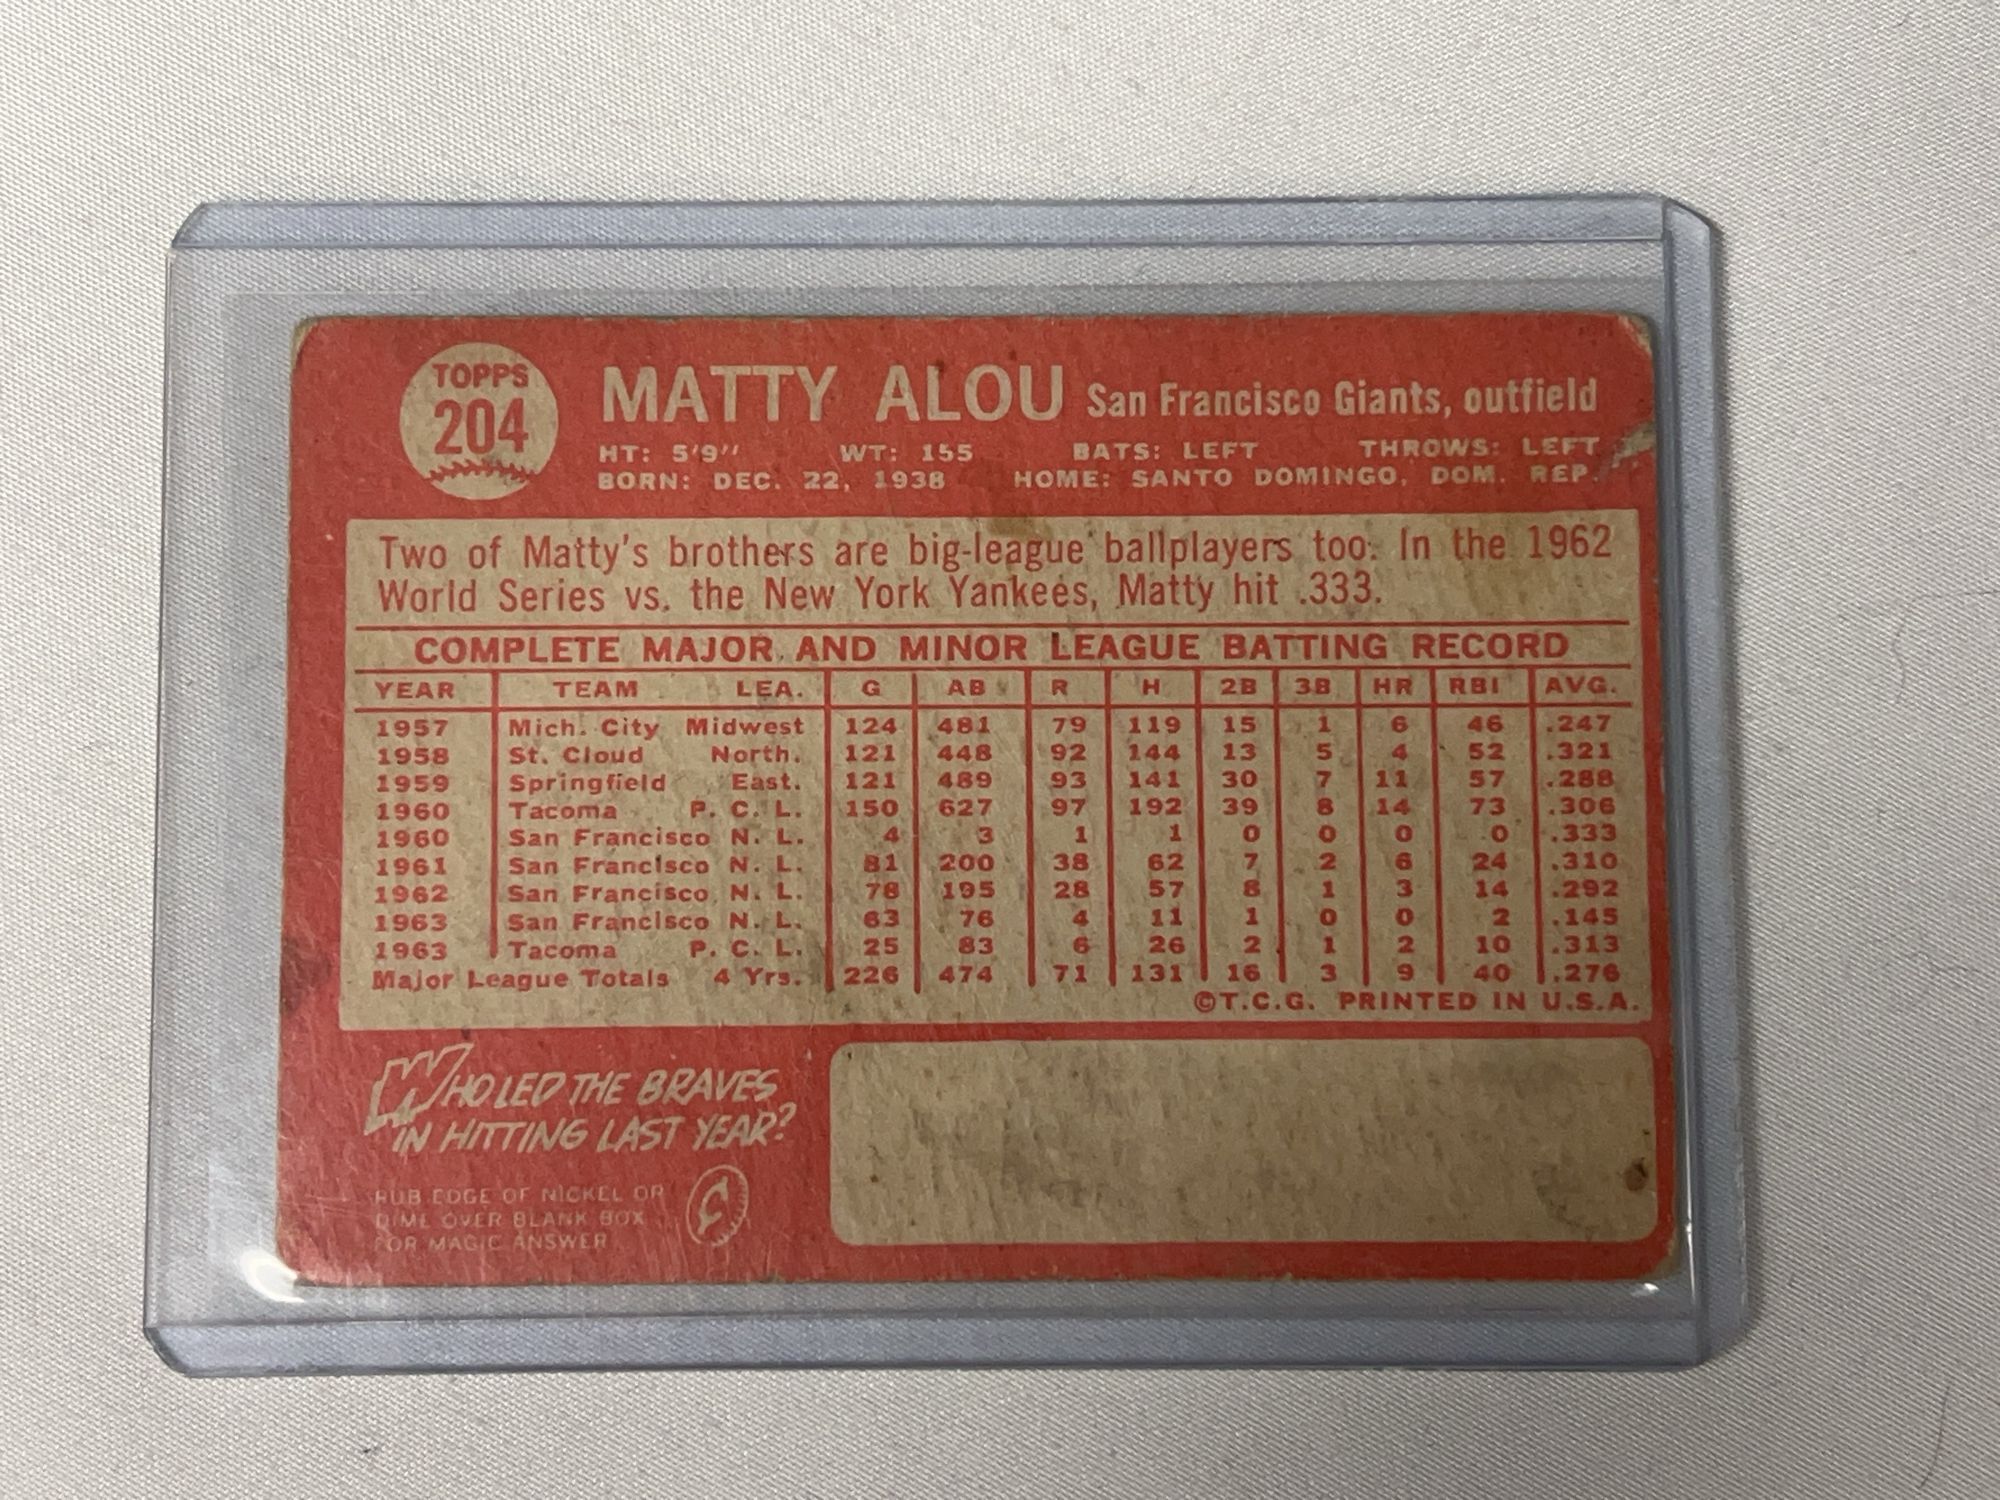 TOPPS
204
MATTY ALOU San Francisco Giants, outfield
HT: 5'9" WT: 155 BATS: LEFT THROWS: LEFT
BORN: DEC. 22, 1938 HOME: SANTO DOMINGO, DOM. REP.
Two of Matty's brothers are big-league ballplayers too. In the 1962
World Series vs. the New York Yankees, Matty hit .333.
COMPLETE MAJOR AND MINOR LEAGUE BATTING RECORD
YEAR TEAM LEA. G AB R H 2B 3B HR RBI AVG.
1957 Mich. City Midwest 124 481 79 119 15 1 6 46 .247
1958 St. Cloud North. 121 448 92 144 13 5 4 52 .321
1959 Springfield East. 121 489 93 141 30 7 11 57 .288
1960 Tacoma P. C. L. 150 627 97 192 39 8 14 73 .306
1960 San Francisco N. L. 4 3 1 1 0 0 0 0 .333
1961 San Francisco N. L. 81 200 38 62 7 2 6 24 .310
1962 San Francisco N. L. 78 195 28 57 8 1 3 14 .292
1963 San Francisco N. L. 63 76 4 11 1 0 0 2 .145
1963 Tacoma P. C. L. 25 83 6 26 2 1 2 10 .313
Major League Totals 4 Yrs. 226 474 71 131 16 3 9 40 .276
©T.C.G. PRINTED IN U.S.A.
WHO LED THE BRAVES
IN HITTING LAST YEAR?
RUB EDGE OF NICKEL OR
DIME OVER BLANK BOX
FOR MAGIC ANSWER